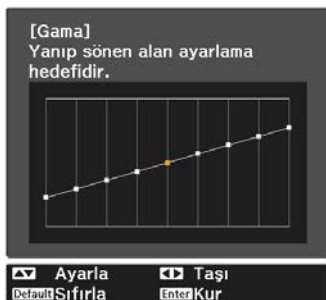 [Gama]
Yanıp sönen alan ayarlama
hedefidir.
Ayarla Taşı
Default Sıfırla Enter Kur